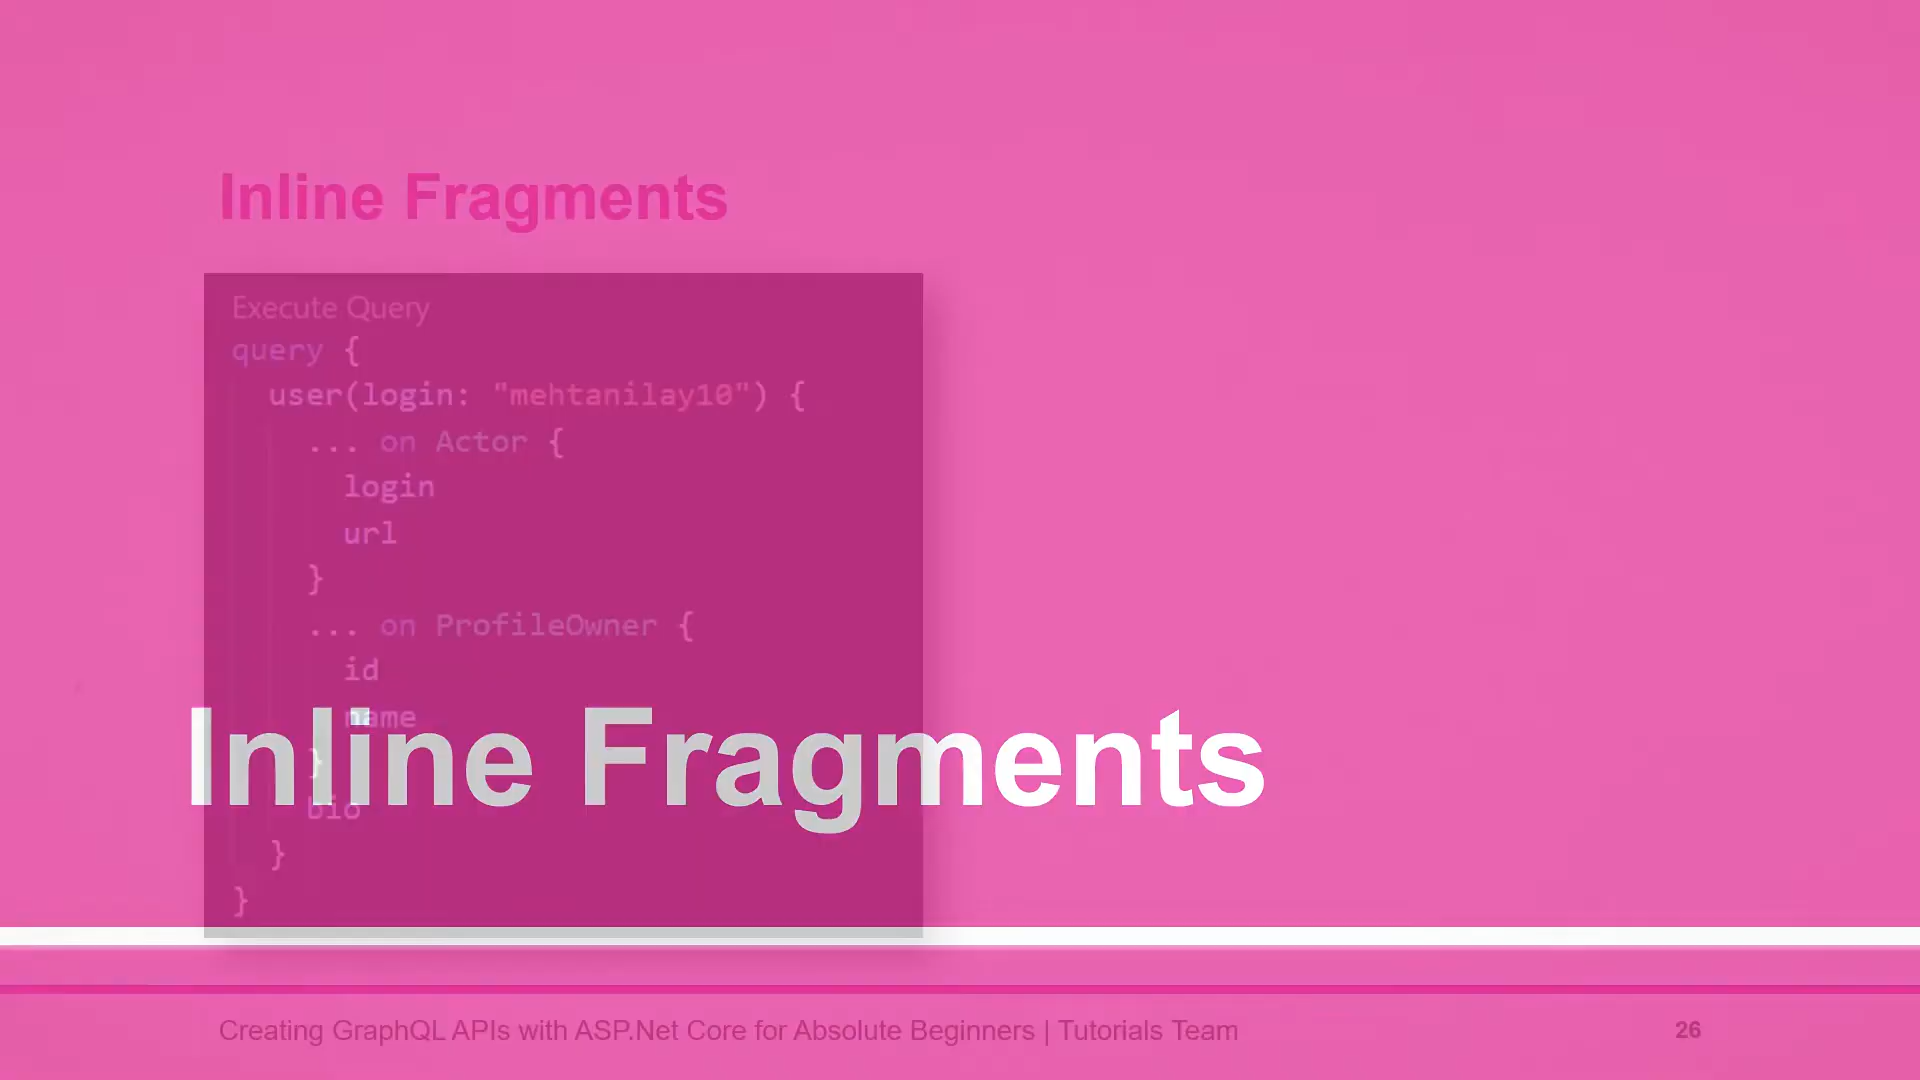 Inline Fragments
Execute Query
query {
user(login: "mehtanilay10") {
... on Actor {
login
url
}
... on ProfileOwner {
id
name
}
bio
}
}
Inline Fragments
Creating GraphQL APIs with ASP.Net Core for Absolute Beginners | Tutorials Team
26